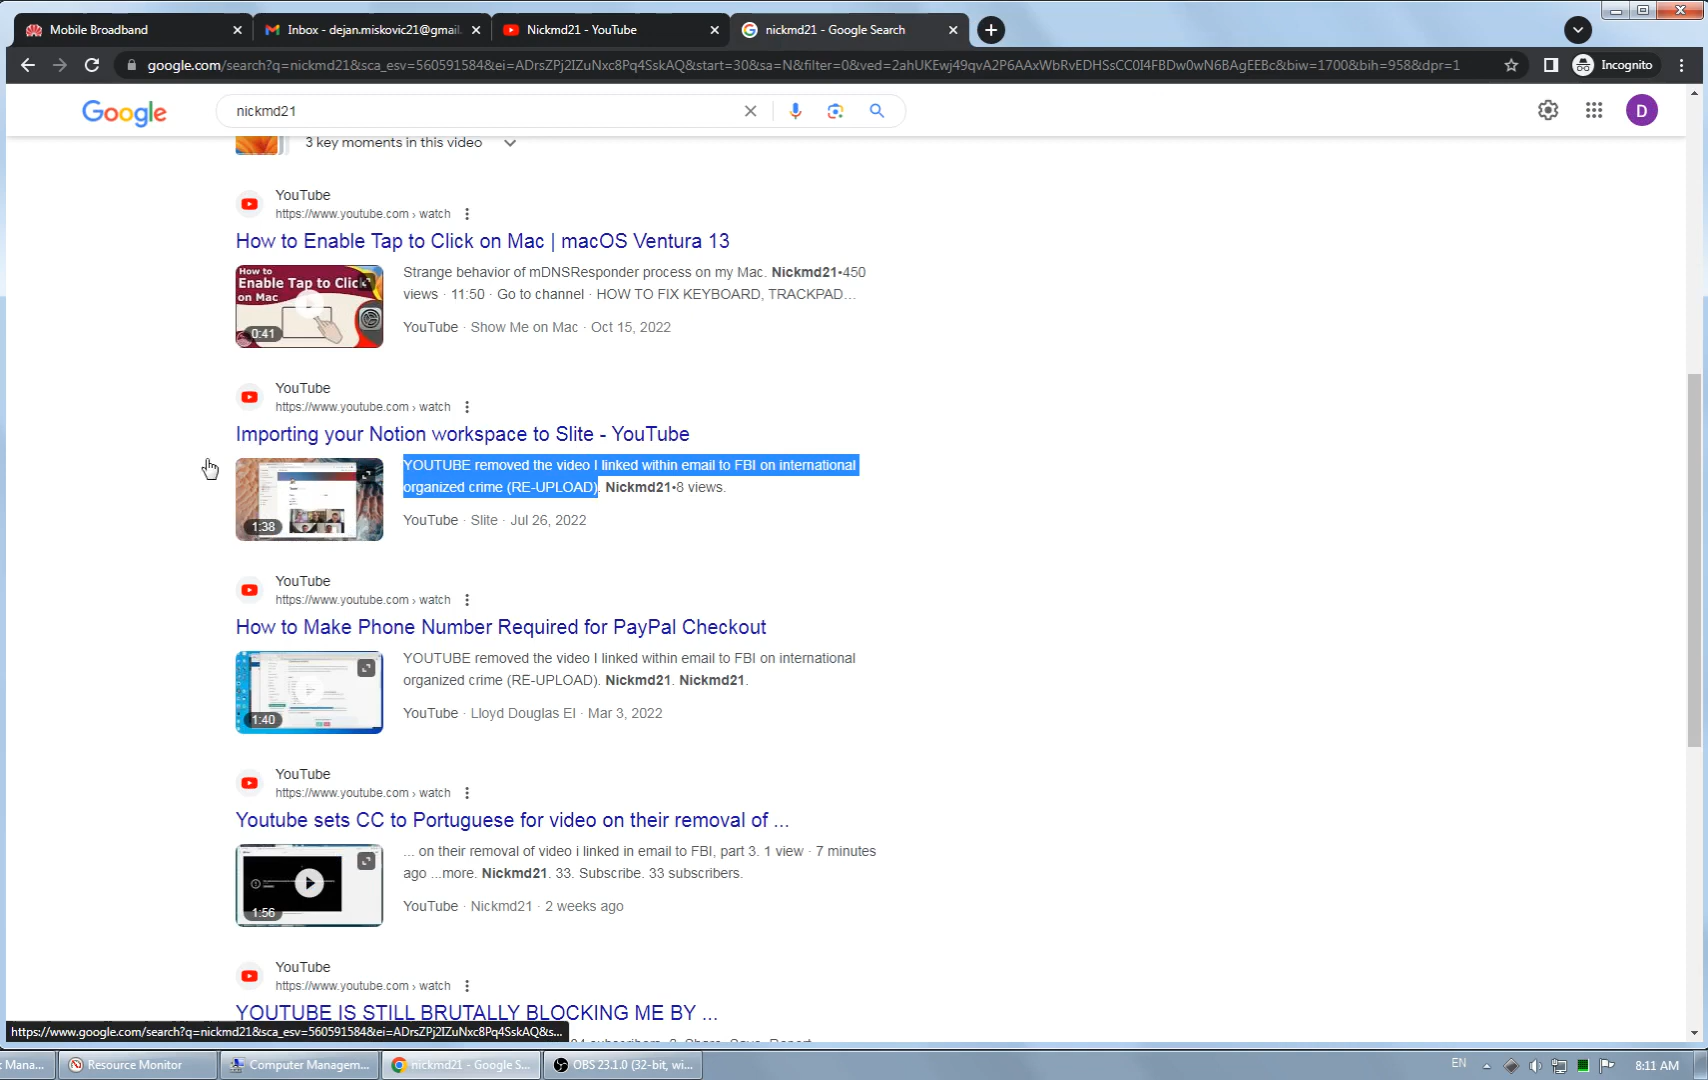 Mobile Broadband
Inbox - dejan.miskovic21@gmail.
Nickmd21 - YouTube
nickmd21 - Google Search
google.com/search?q=nickmd21&sca_esv=560591584&ei=ADrsZPj2IZuNxc8Pq4SskAQ&start=30&sa=N&filter=0&ved=2ahUKEwj49qvA2P6AAxWbRvEDHSsCC0I4FBDw0wN6BAgEEBc&biw=1700&bih=958&dpr=1
Incognito
Google
nickmd21
D
3 key moments in this video
YouTube
https://www.youtube.com › watch
How to Enable Tap to Click on Mac | macOS Ventura 13
How to
Enable Tap to Click
on Mac
0:41
Strange behavior of mDNSResponder process on my Mac. Nickmd21•450
views · 11:50 · Go to channel · HOW TO FIX KEYBOARD, TRACKPAD...
YouTube · Show Me on Mac · Oct 15, 2022
YouTube
https://www.youtube.com › watch
Importing your Notion workspace to Slite - YouTube
1:38
YOUTUBE removed the video I linked within email to FBI on international
organized crime (RE-UPLOAD). Nickmd21•8 views.
YouTube · Slite · Jul 26, 2022
YouTube
https://www.youtube.com › watch
How to Make Phone Number Required for PayPal Checkout
1:40
YOUTUBE removed the video I linked within email to FBI on international
organized crime (RE-UPLOAD). Nickmd21. Nickmd21.
YouTube · Lloyd Douglas El · Mar 3, 2022
YouTube
https://www.youtube.com › watch
Youtube sets CC to Portuguese for video on their removal of ...
1:56
... on their removal of video i linked in email to FBI, part 3. 1 view · 7 minutes
ago ...more. Nickmd21. 33. Subscribe. 33 subscribers.
YouTube · Nickmd21 · 2 weeks ago
YouTube
https://www.youtube.com › watch
YOUTUBE IS STILL BRUTALLY BLOCKING ME BY ...
https://www.google.com/search?q=nickmd21&sca_esv=560591584&ei=ADrsZPj2IZuNxc8Pq4SskAQ&s...
Mana...
Resource Monitor
Computer Managem...
nickmd21 - Google S...
OBS 23.1.0 (32-bit, wi...
EN
8:11 AM